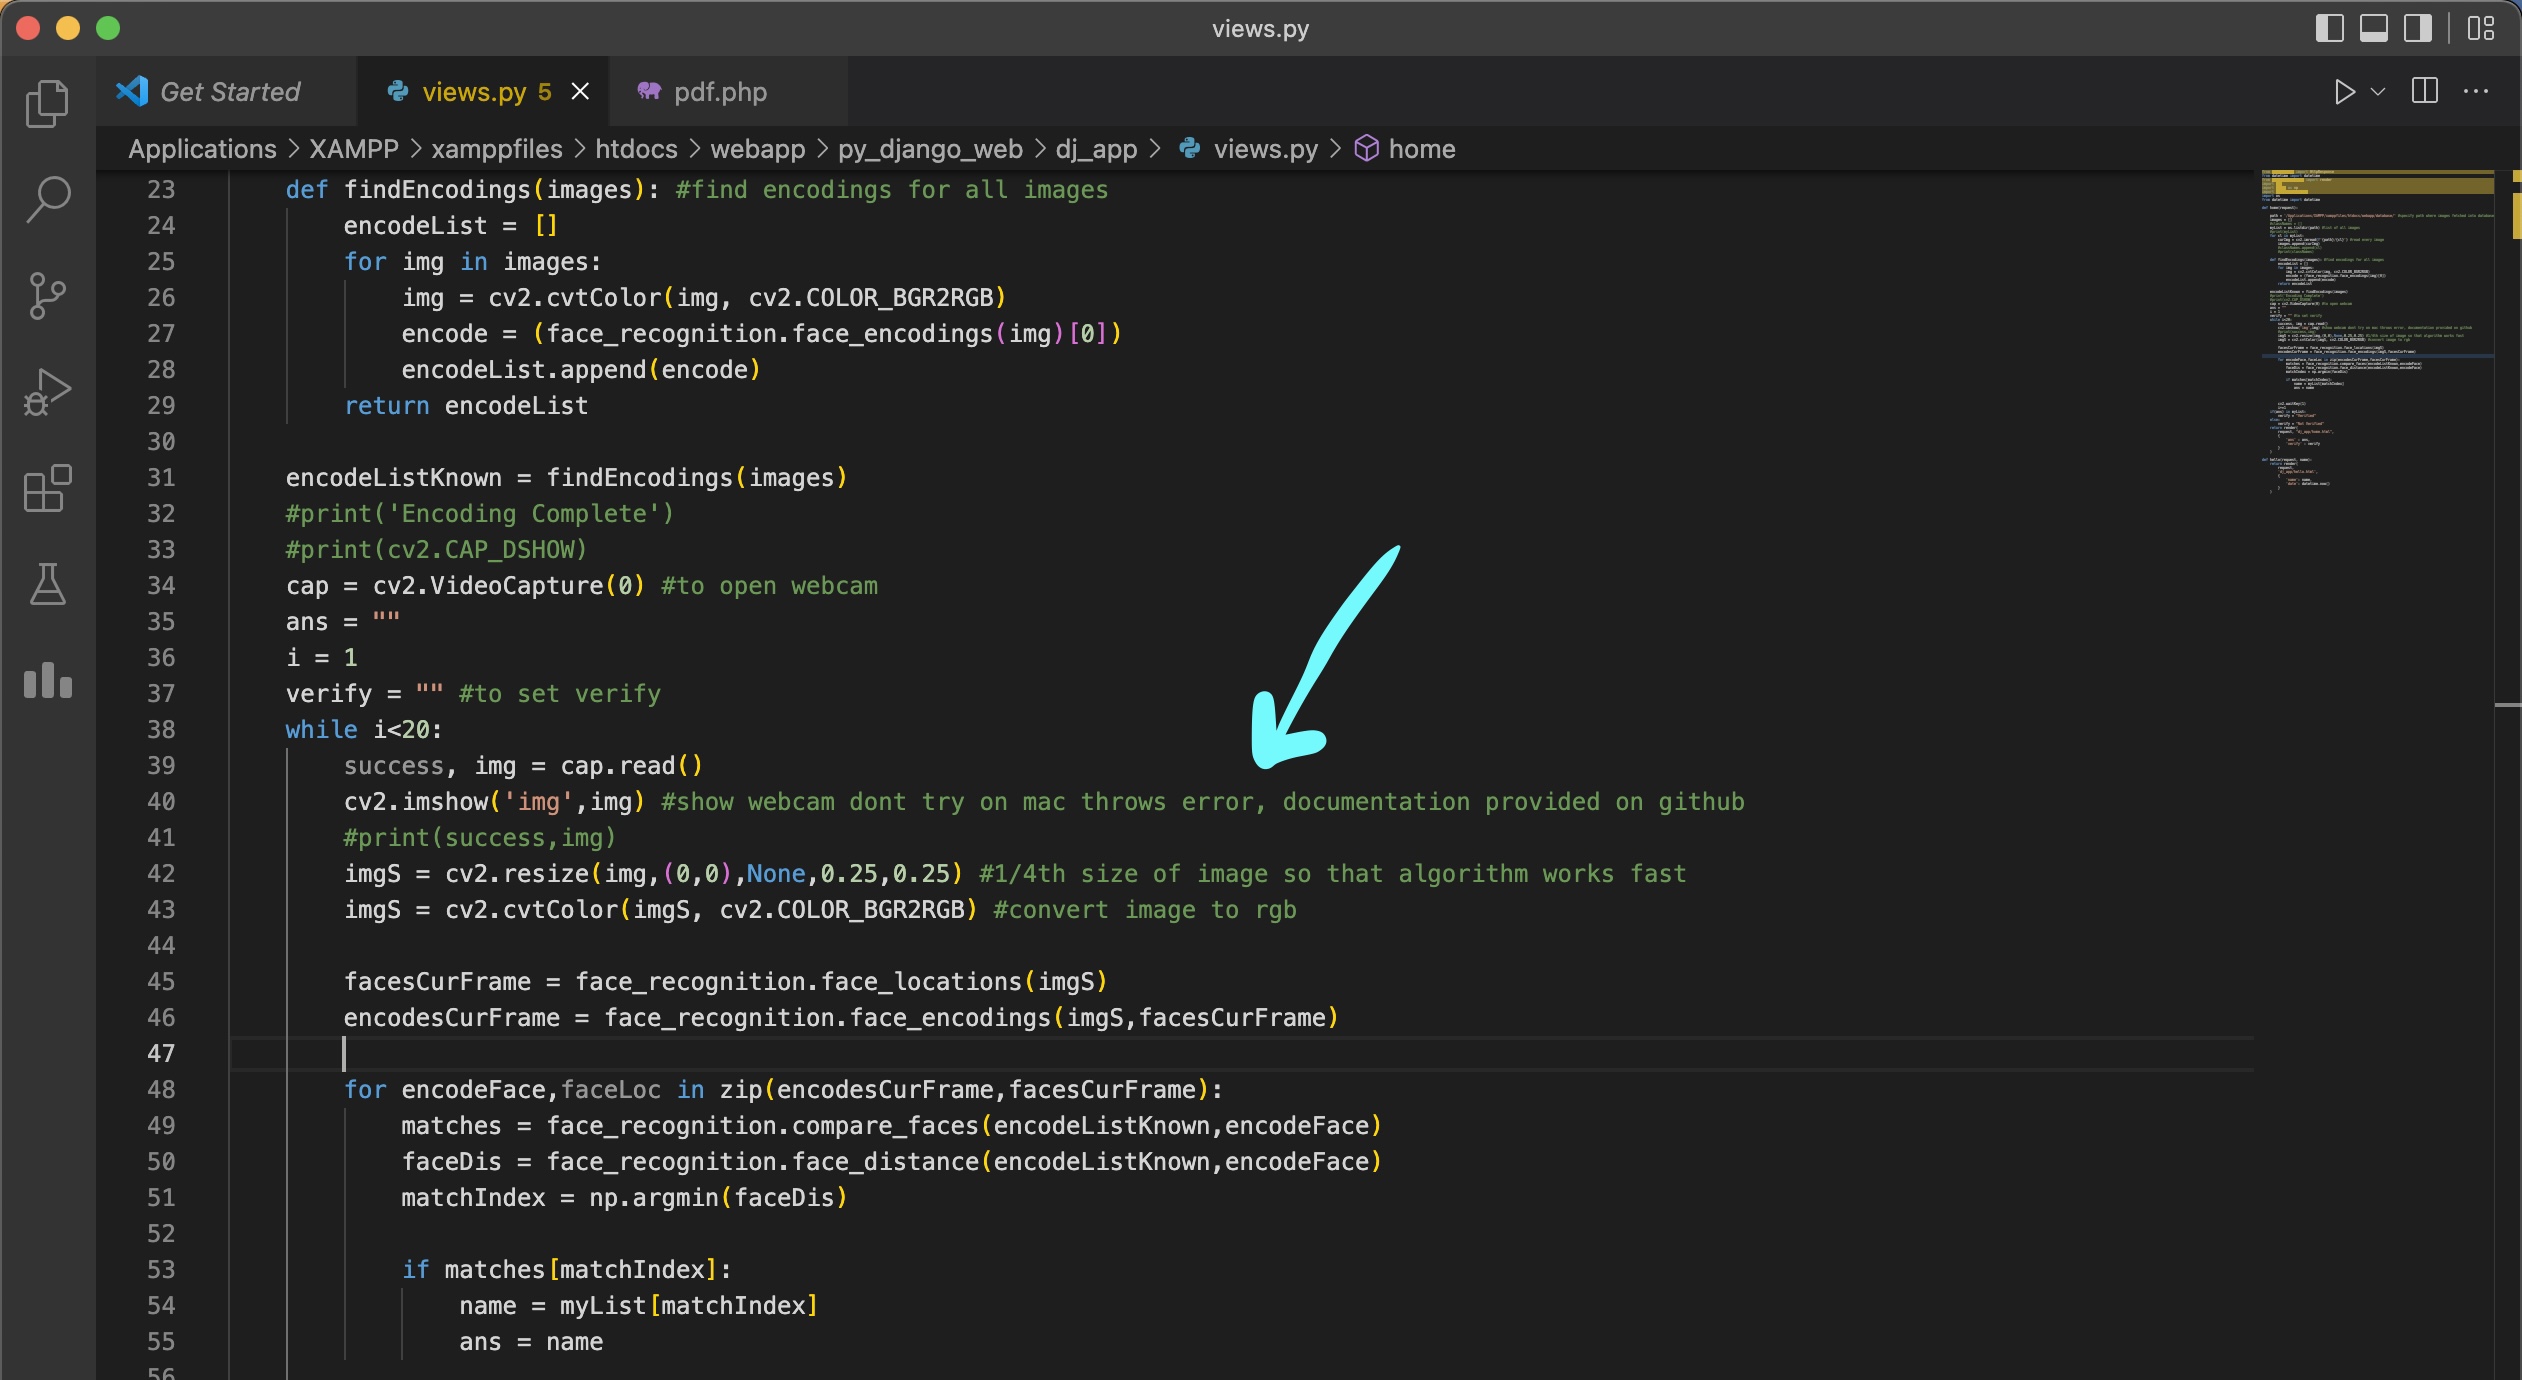 views.py
Get Started
views.py 5
pdf.php
Applications > XAMPP > xamppfiles > htdocs > webapp > py_django_web > dj_app > views.py > home
23 def findEncodings(images): #find encodings for all images
24 encodeList = []
25 for img in images:
26 img = cv2.cvtColor(img, cv2.COLOR_BGR2RGB)
27 encode = (face_recognition.face_encodings(img)[0])
28 encodeList.append(encode)
29 return encodeList
30
31 encodeListKnown = findEncodings(images)
32 #print('Encoding Complete')
33 #print(cv2.CAP_DSHOW)
34 cap = cv2.VideoCapture(0) #to open webcam
35 ans = ""
36 i = 1
37 verify = "" #to set verify
38 while i<20:
39 success, img = cap.read()
40 cv2.imshow('img',img) #show webcam dont try on mac throws error, documentation provided on github
41 #print(success,img)
42 imgS = cv2.resize(img,(0,0),None,0.25,0.25) #1/4th size of image so that algorithm works fast
43 imgS = cv2.cvtColor(imgS, cv2.COLOR_BGR2RGB) #convert image to rgb
44
45 facesCurFrame = face_recognition.face_locations(imgS)
46 encodesCurFrame = face_recognition.face_encodings(imgS,facesCurFrame)
47
48 for encodeFace,faceLoc in zip(encodesCurFrame,facesCurFrame):
49 matches = face_recognition.compare_faces(encodeListKnown,encodeFace)
50 faceDis = face_recognition.face_distance(encodeListKnown,encodeFace)
51 matchIndex = np.argmin(faceDis)
52
53 if matches[matchIndex]:
54 name = myList[matchIndex]
55 ans = name
56